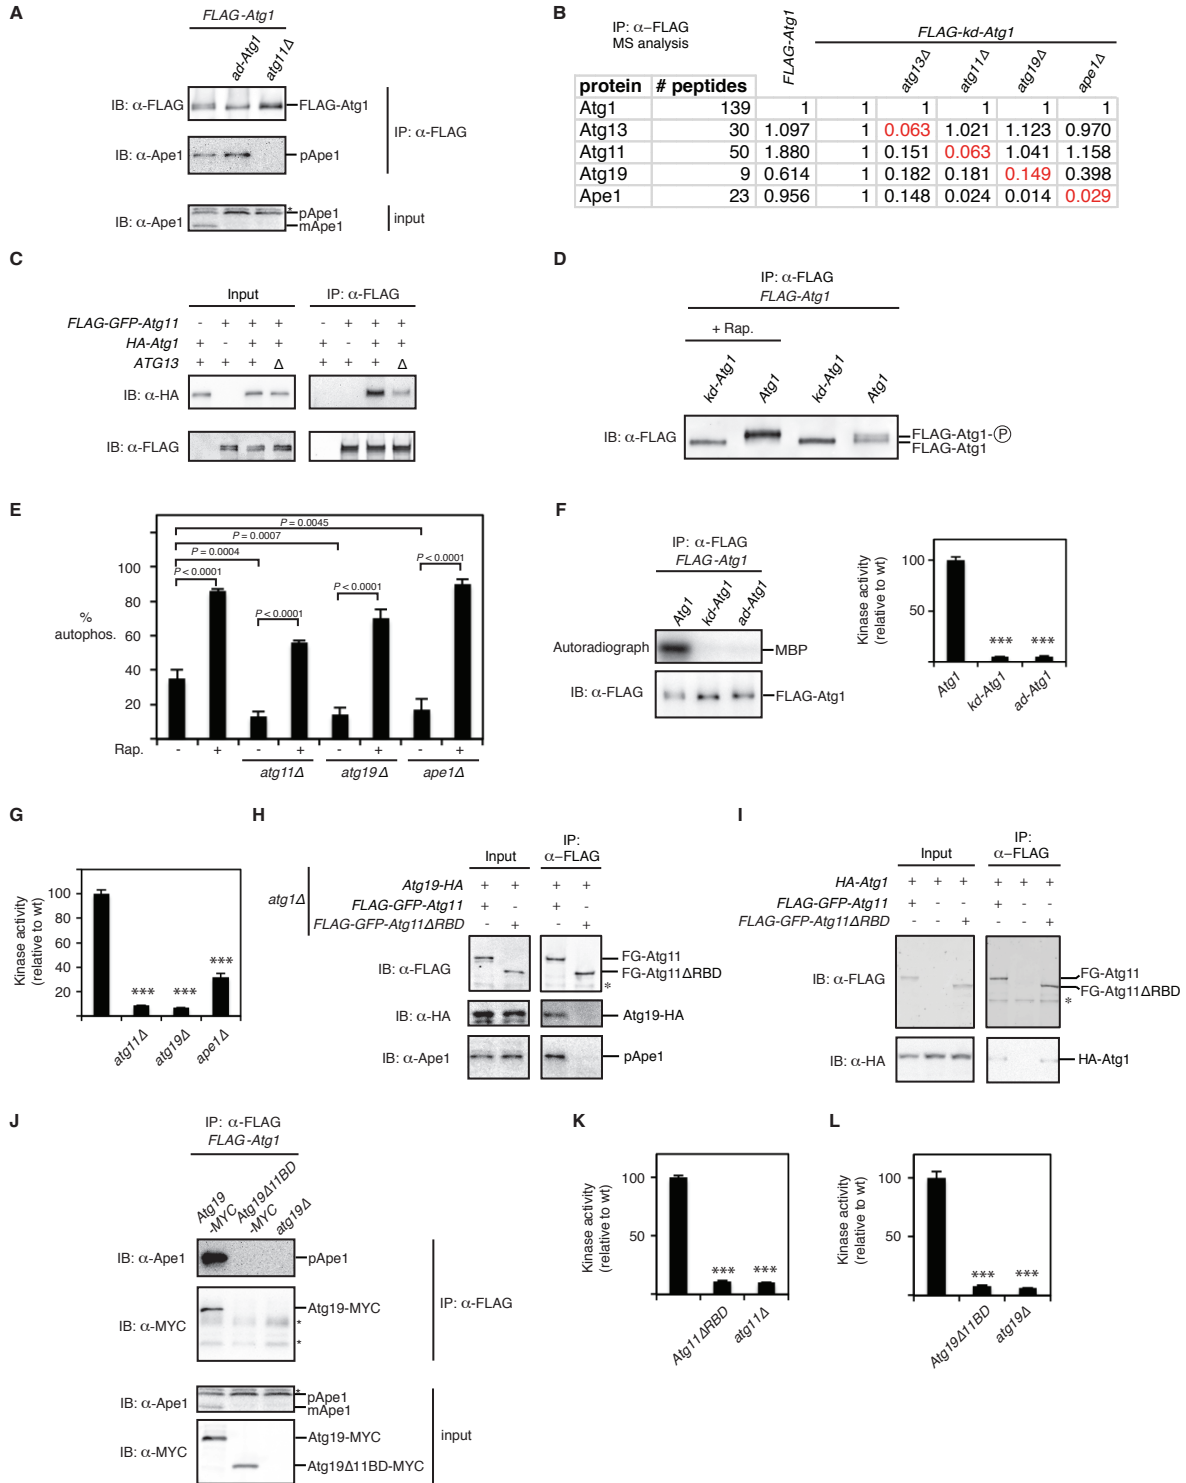 A
FLAG-Atg1
ad-Atg1
atg11Δ
IB: α-FLAG
FLAG-Atg1
IB: α-Ape1
pApe1
IP: α-FLAG
IB: α-Ape1
* pApe1
mApe1
input
B
IP: α–FLAG
MS analysis
FLAG-Atg1
FLAG-kd-Atg1
atg13Δ
atg11Δ
atg19Δ
ape1Δ
protein # peptides
Atg1 139 1 1 1 1 1 1
Atg13 30 1.097 1 0.063 1.021 1.123 0.970
Atg11 50 1.880 1 0.151 0.063 1.041 1.158
Atg19 9 0.614 1 0.182 0.181 0.149 0.398
Ape1 23 0.956 1 0.148 0.024 0.014 0.029
C
Input IP: α-FLAG
FLAG-GFP-Atg11 - + + + - + + +
HA-Atg1 + - + + + - + +
ATG13 + + + Δ + + + Δ
IB: α-HA
IB: α-FLAG
D
IP: α-FLAG
FLAG-Atg1
+ Rap.
kd-Atg1
Atg1
kd-Atg1
Atg1
IB: α-FLAG
FLAG-Atg1-P
FLAG-Atg1
E
P = 0.0045
P = 0.0007
P = 0.0004
P < 0.0001
P < 0.0001
P < 0.0001
P < 0.0001
100
80
60
40
20
%
autophos.
Rap. - + - + - + - +
atg11Δ atg19Δ ape1Δ
F
IP: α-FLAG
FLAG-Atg1
Atg1
kd-Atg1
ad-Atg1
Autoradiograph
MBP
IB: α-FLAG
FLAG-Atg1
Kinase activity
(relative to wt)
100
50
*** ***
Atg1
kd-Atg1
ad-Atg1
G
Kinase activity
(relative to wt)
100
80
60
40
20
*** *** ***
atg11Δ
atg19Δ
ape1Δ
H
Input
IP:
α–FLAG
atg1Δ
Atg19-HA + + + +
FLAG-GFP-Atg11 + - + -
FLAG-GFP-Atg11ΔRBD - + - +
IB: α-FLAG
FG-Atg11
FG-Atg11ΔRBD
*
IB: α-HA
Atg19-HA
IB: α-Ape1
pApe1
I
Input
IP:
α–FLAG
HA-Atg1 + + + + + +
FLAG-GFP-Atg11 + - - + - -
FLAG-GFP-Atg11ΔRBD - - + - - +
IB: α-FLAG
FG-Atg11
FG-Atg11ΔRBD
*
IB: α-HA
HA-Atg1
J
IP: α-FLAG
FLAG-Atg1
Atg19
-MYC
Atg19Δ11BD
-MYC
atg19Δ
IB: α-Ape1
pApe1
IB: α-MYC
Atg19-MYC
*
*
IP: α-FLAG
IB: α-Ape1
*
pApe1
mApe1
IB: α-MYC
Atg19-MYC
Atg19Δ11BD-MYC
input
K
Kinase activity
(relative to wt)
100
50
*** ***
Atg11ΔRBD
atg11Δ
L
Kinase activity
(relative to wt)
100
50
*** ***
Atg19Δ11BD
atg19Δ